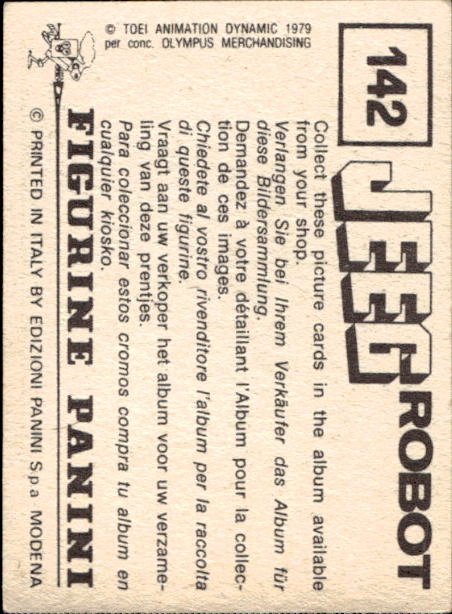 142
JEEG ROBOT
Collect these picture cards in the album available
from your shop.
Verlangen Sie bei Ihrem Verkäufer das Album für
diese Bildersammlung.
Demandez à votre détaillant l'Album pour la collec-
tion de ces images.
Chiedete al vostro rivenditore l'album per la raccolta
di queste figurine.
Vraagt aan uw verkoper het album voor uw verzame-
ling van deze prentjes.
Para coleccionar estos cromos compra tu album en
cualquier kiosko.
© TOEI ANIMATION DYNAMIC 1979
per conc. OLYMPUS MERCHANDISING
FIGURINE PANINI
© PRINTED IN ITALY BY EDIZIONI PANINI S.p.a MODENA